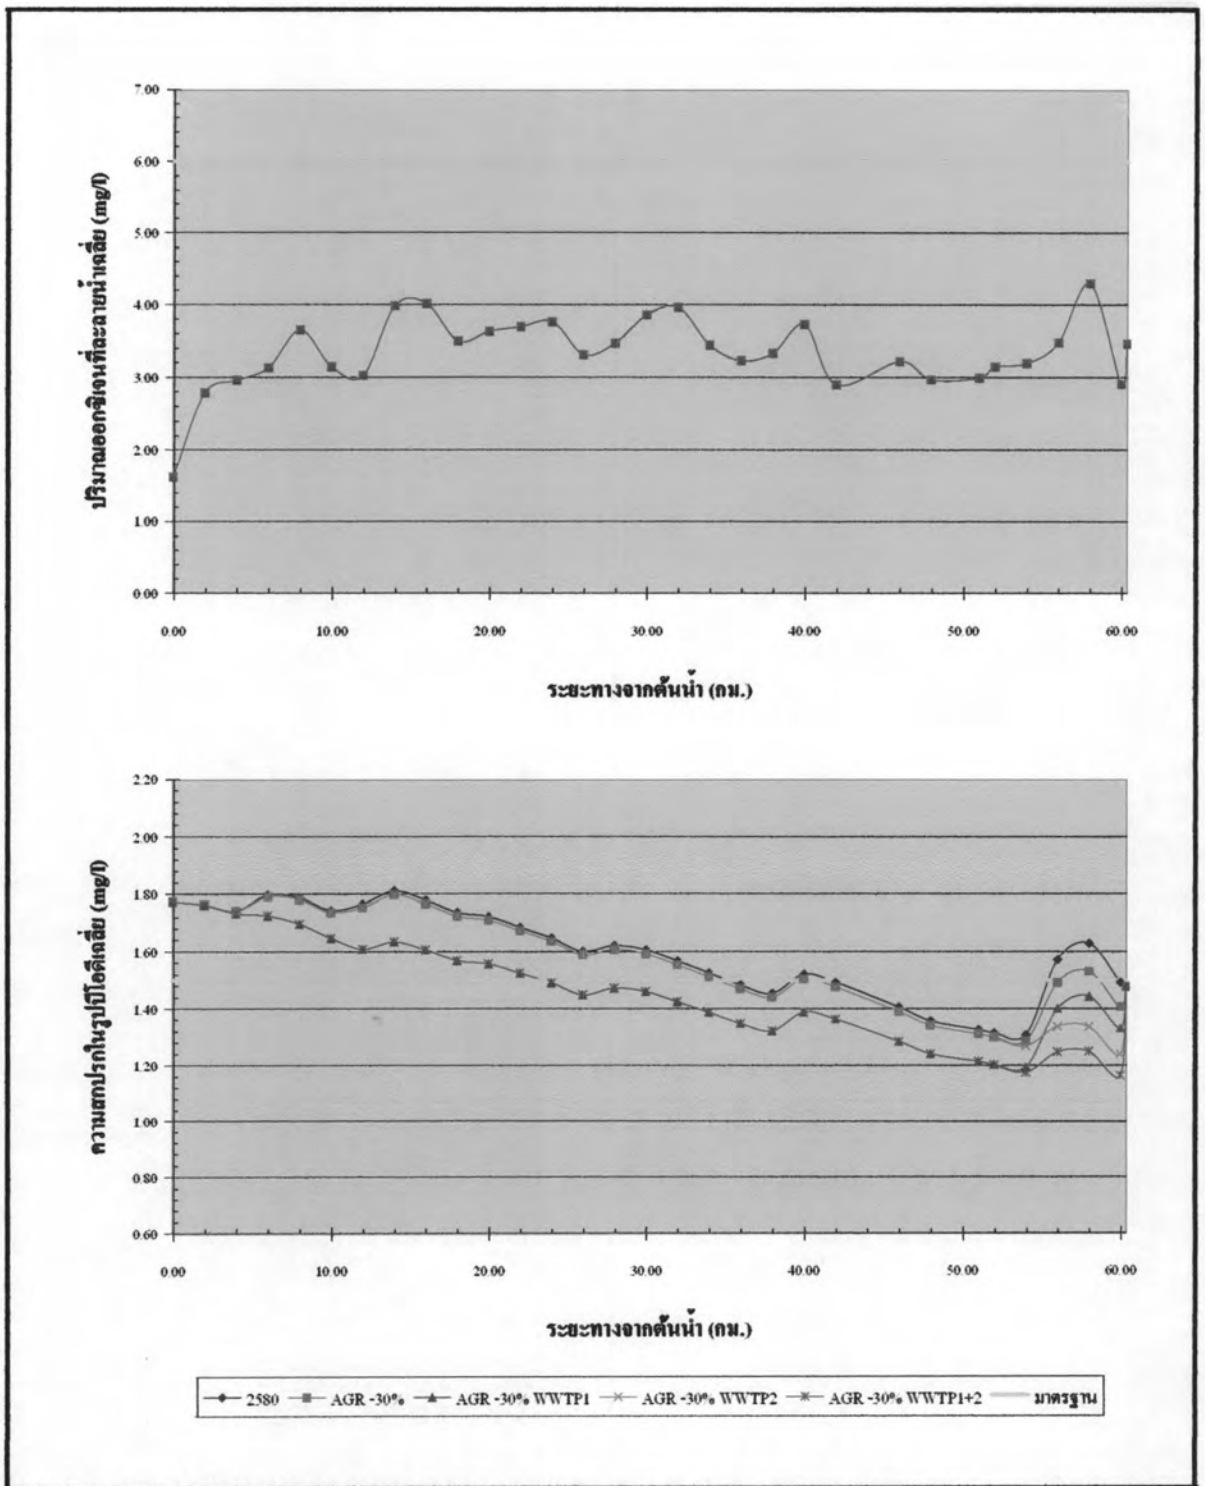 7.00
6.00
5.00
4.00
3.00
2.00
1.00
0.00
ปริมาณออกซิเจนที่ละลายน้ำเฉลี่ย (mg/l)
0.00 10.00 20.00 30.00 40.00 50.00 60.00
ระยะทางจากต้นน้ำ (กม.)
2.20
2.00
1.80
1.60
1.40
1.20
1.00
0.80
0.60
ความสกปรกในรูปบีโอดีเฉลี่ย (mg/l)
0.00 10.00 20.00 30.00 40.00 50.00 60.00
ระยะทางจากต้นน้ำ (กม.)
2580 AGR -30% AGR -30% WWTP1 AGR -30% WWTP2 AGR -30% WWTP1+2 มาตรฐาน